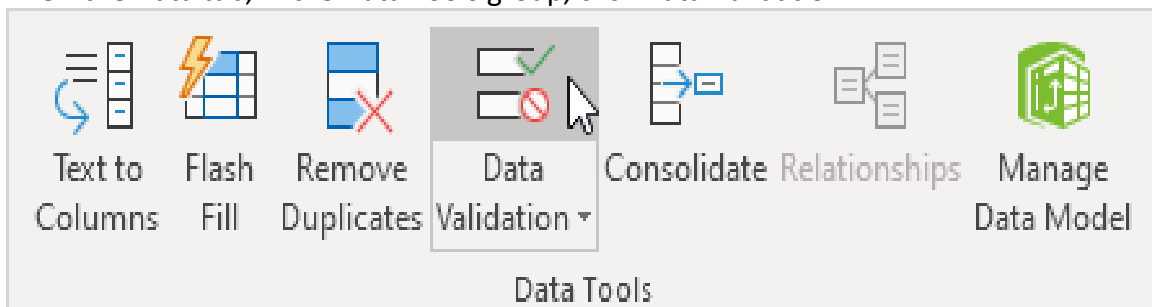 Text to Flash Remove Data Consolidate Relationships Manage
Columns Fill Duplicates Validation Data Model
Data Tools